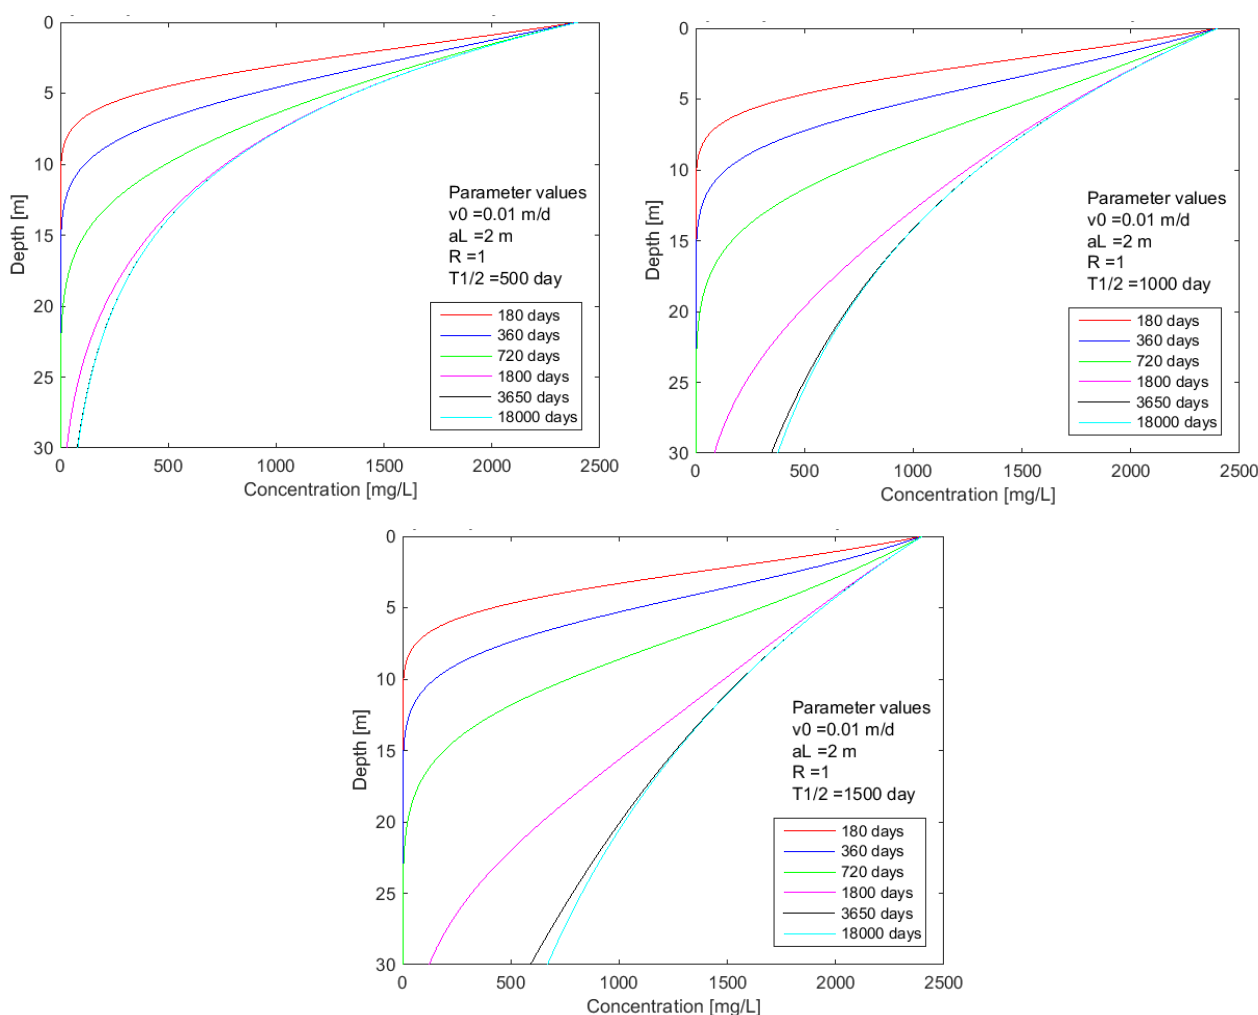 0
5
10
15
20
25
30
Depth [m]
0 500 1000 1500 2000 2500
Concentration [mg/L]
Parameter values
v0 =0.01 m/d
aL =2 m
R =1
T1/2 =500 day
180 days
360 days
720 days
1800 days
3650 days
18000 days
0
5
10
15
20
25
30
Depth [m]
0 500 1000 1500 2000 2500
Concentration [mg/L]
Parameter values
v0 =0.01 m/d
aL =2 m
R =1
T1/2 =1000 day
180 days
360 days
720 days
1800 days
3650 days
18000 days
0
5
10
15
20
25
30
Depth [m]
0 500 1000 1500 2000 2500
Concentration [mg/L]
Parameter values
v0 =0.01 m/d
aL =2 m
R =1
T1/2 =1500 day
180 days
360 days
720 days
1800 days
3650 days
18000 days